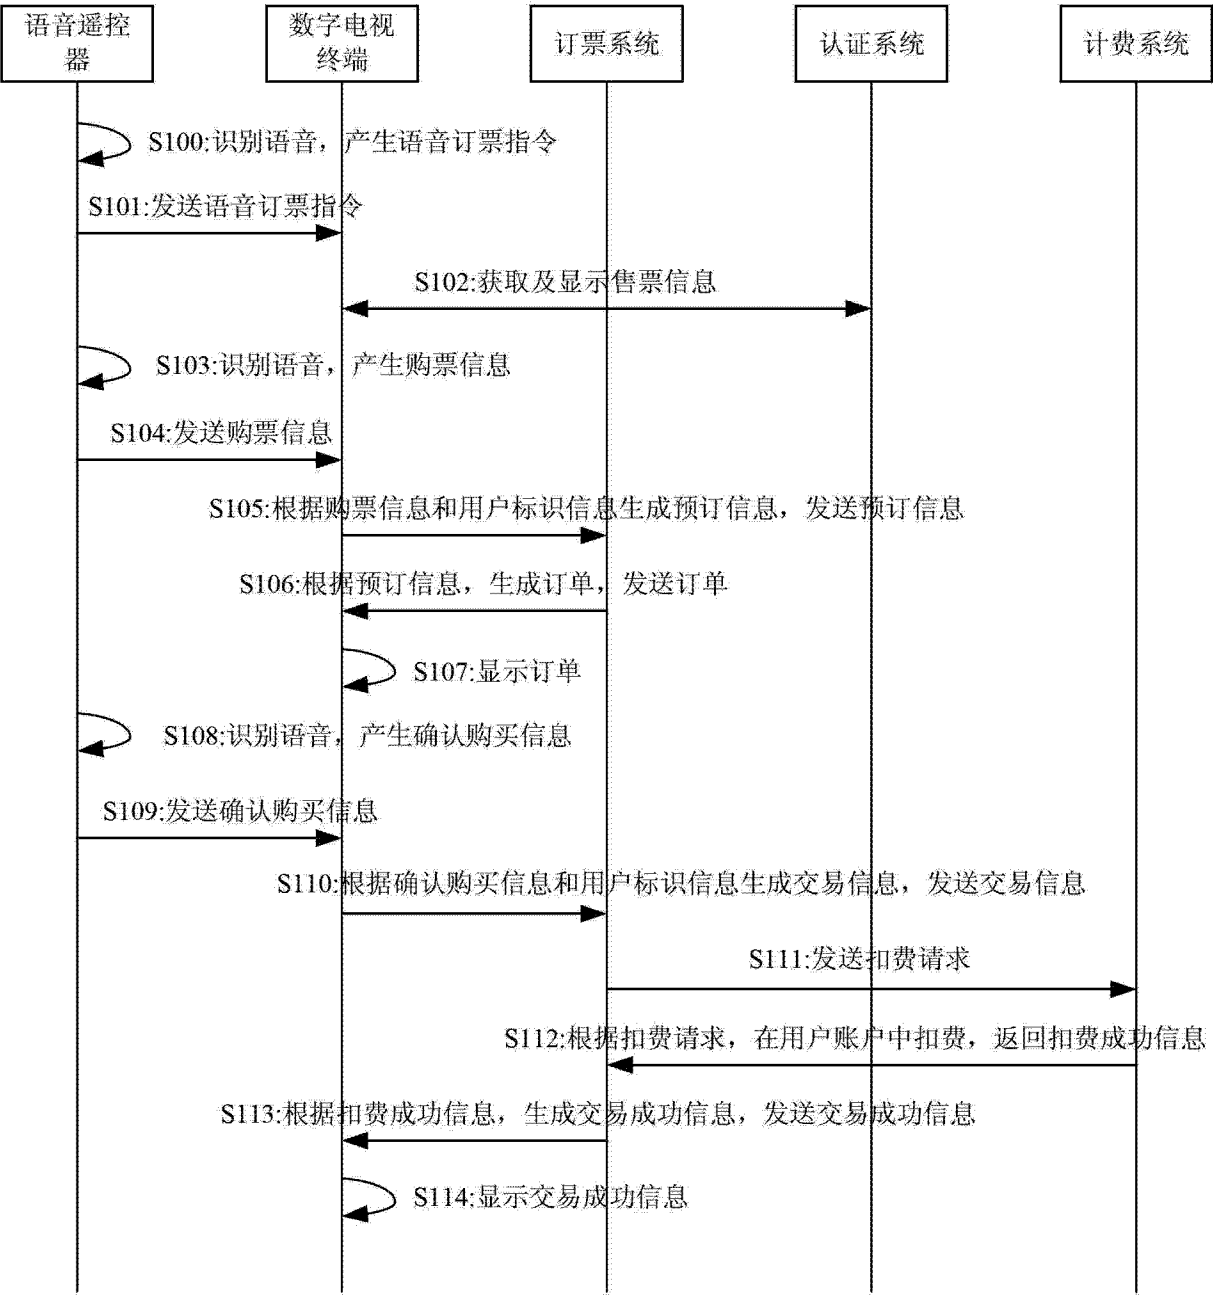 语音遥控
器
数字电视
终端
订票系统
认证系统
计费系统
S100:识别语音，产生语音订票指令
S101:发送语音订票指令
S102:获取及显示售票信息
S103:识别语音，产生购票信息
S104:发送购票信息
S105:根据购票信息和用户标识信息生成预订信息，发送预订信息
S106:根据预订信息，生成订单，发送订单
S107:显示订单
S108:识别语音，产生确认购买信息
S109:发送确认购买信息
S110:根据确认购买信息和用户标识信息生成交易信息，发送交易信息
S111:发送扣费请求
S112:根据扣费请求，在用户账户中扣费，返回扣费成功信息
S113:根据扣费成功信息，生成交易成功信息，发送交易成功信息
S114:显示交易成功信息